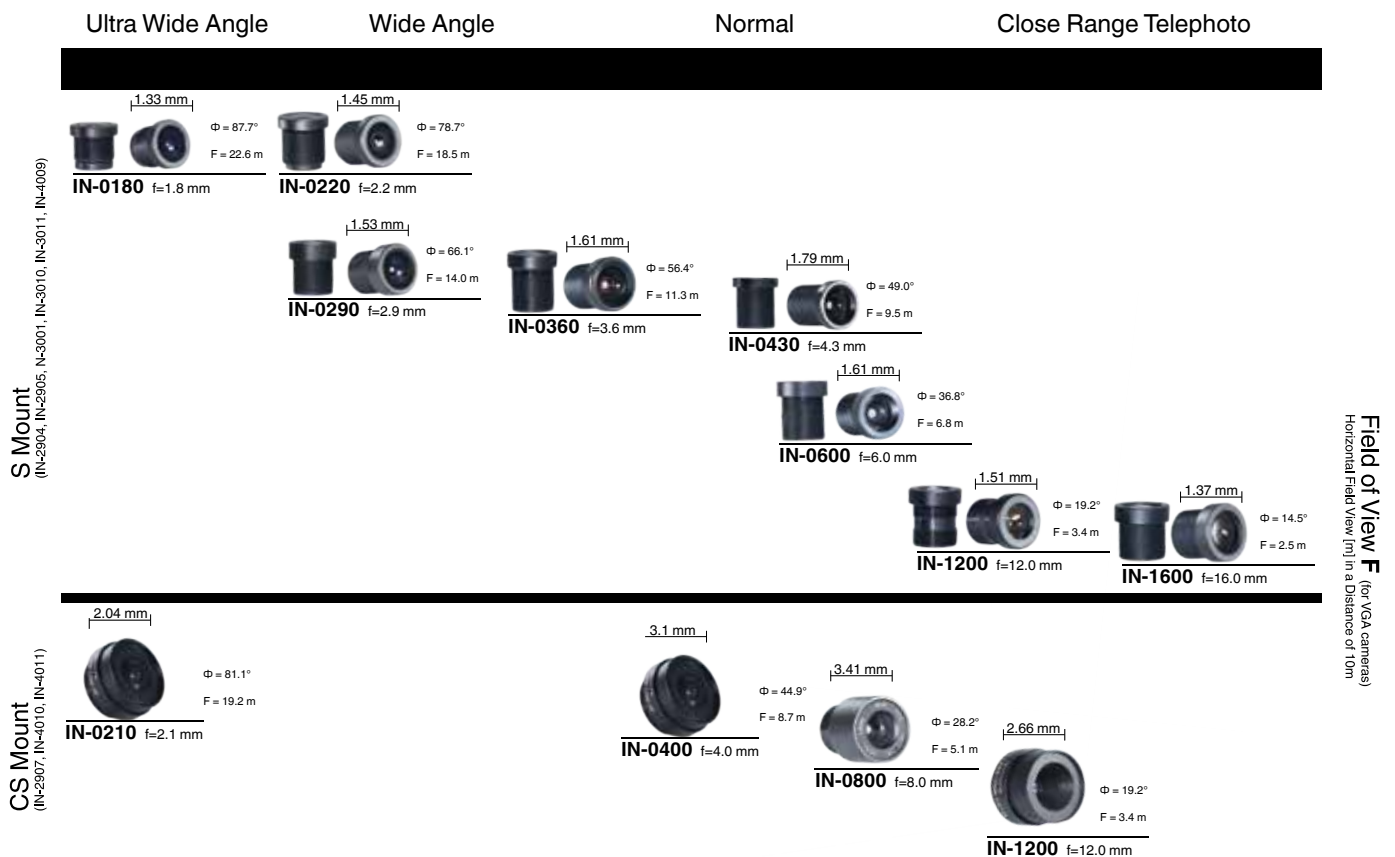 Ultra Wide Angle
Wide Angle
Normal
Close Range Telephoto
S Mount
(IN-2904, IN-2905, N-3001, IN-3010, IN-3011, IN-4009)
1.33 mm
Φ = 87.7°
F = 22.6 m
IN-0180 f=1.8 mm
1.45 mm
Φ = 78.7°
F = 18.5 m
IN-0220 f=2.2 mm
1.53 mm
Φ = 66.1°
F = 14.0 m
IN-0290 f=2.9 mm
1.61 mm
Φ = 56.4°
F = 11.3 m
IN-0360 f=3.6 mm
1.79 mm
Φ = 49.0°
F = 9.5 m
IN-0430 f=4.3 mm
1.61 mm
Φ = 36.8°
F = 6.8 m
IN-0600 f=6.0 mm
1.51 mm
Φ = 19.2°
F = 3.4 m
IN-1200 f=12.0 mm
1.37 mm
Φ = 14.5°
F = 2.5 m
IN-1600 f=16.0 mm
CS Mount
(IN-2907, IN-4010, IN-4011)
2.04 mm
Φ = 81.1°
F = 19.2 m
IN-0210 f=2.1 mm
3.1 mm
Φ = 44.9°
F = 8.7 m
IN-0400 f=4.0 mm
3.41 mm
Φ = 28.2°
F = 5.1 m
IN-0800 f=8.0 mm
2.66 mm
Φ = 19.2°
F = 3.4 m
IN-1200 f=12.0 mm
Field of View F (for VGA cameras)
Horizontal Field View [m] in a Distance of 10m